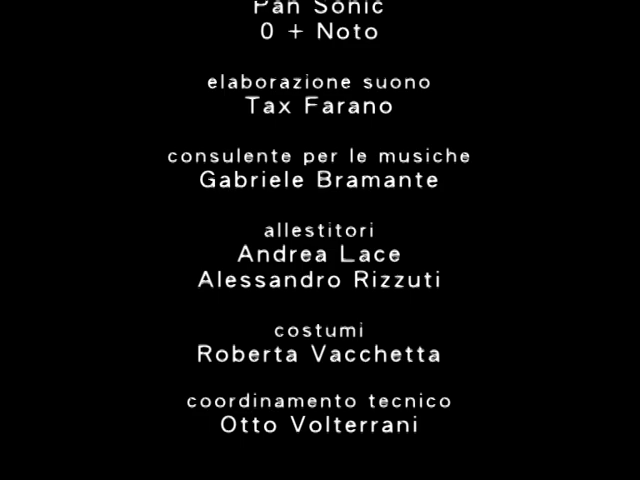 Pan Sonic
0 + Noto
elaborazione suono
Tax Farano
consulente per le musiche
Gabriele Bramante
allestitori
Andrea Lace
Alessandro Rizzuti
costumi
Roberta Vacchetta
coordinamento tecnico
Otto Volterrani